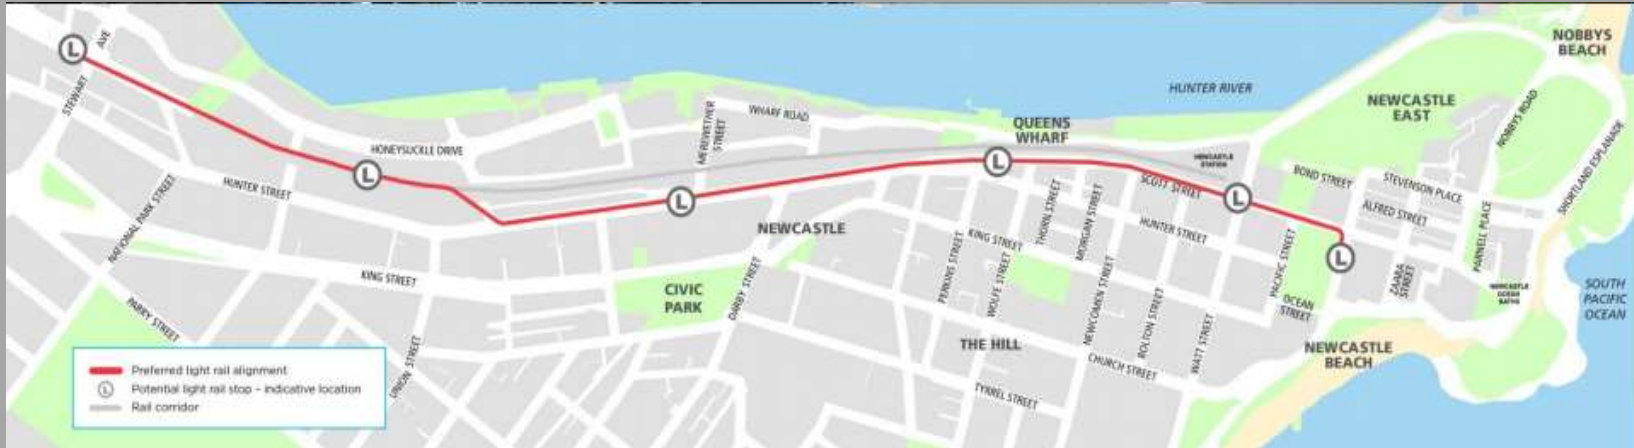 L
AVE
STEWART
HONEYSUCKLE DRIVE
HUNTER STREET
NATIONAL PARK STREET
L
KING STREET
PARRY STREET
UNION STREET
MEREWETHER
STREET
WHARF ROAD
L
NEWCASTLE
CIVIC
PARK
DARBY STREET
QUEENS
WHARF
L
HUNTER RIVER
NEWCASTLE
STATION
SCOTT STREET
L
THORN STREET
MORGAN STREET
HUNTER STREET
KING STREET
PERKINS STREET
WOLFE STREET
NEWCOMEN STREET
BOLTON STREET
WATT STREET
THE HILL
CHURCH STREET
TYRREL STREET
PACIFIC STREET
OCEAN
STREET
L
BOND STREET
STEVENSON PLACE
ALFRED STREET
PARNELL PLACE
ZAARA
STREET
NEWCASTLE
OCEAN
BATHS
NEWCASTLE
EAST
NOBBYS ROAD
NOBBYS
BEACH
SHORTLAND ESPLANADE
SOUTH
PACIFIC
OCEAN
NEWCASTLE
BEACH
Preferred light rail alignment
L Potential light rail stop – indicative location
Rail corridor